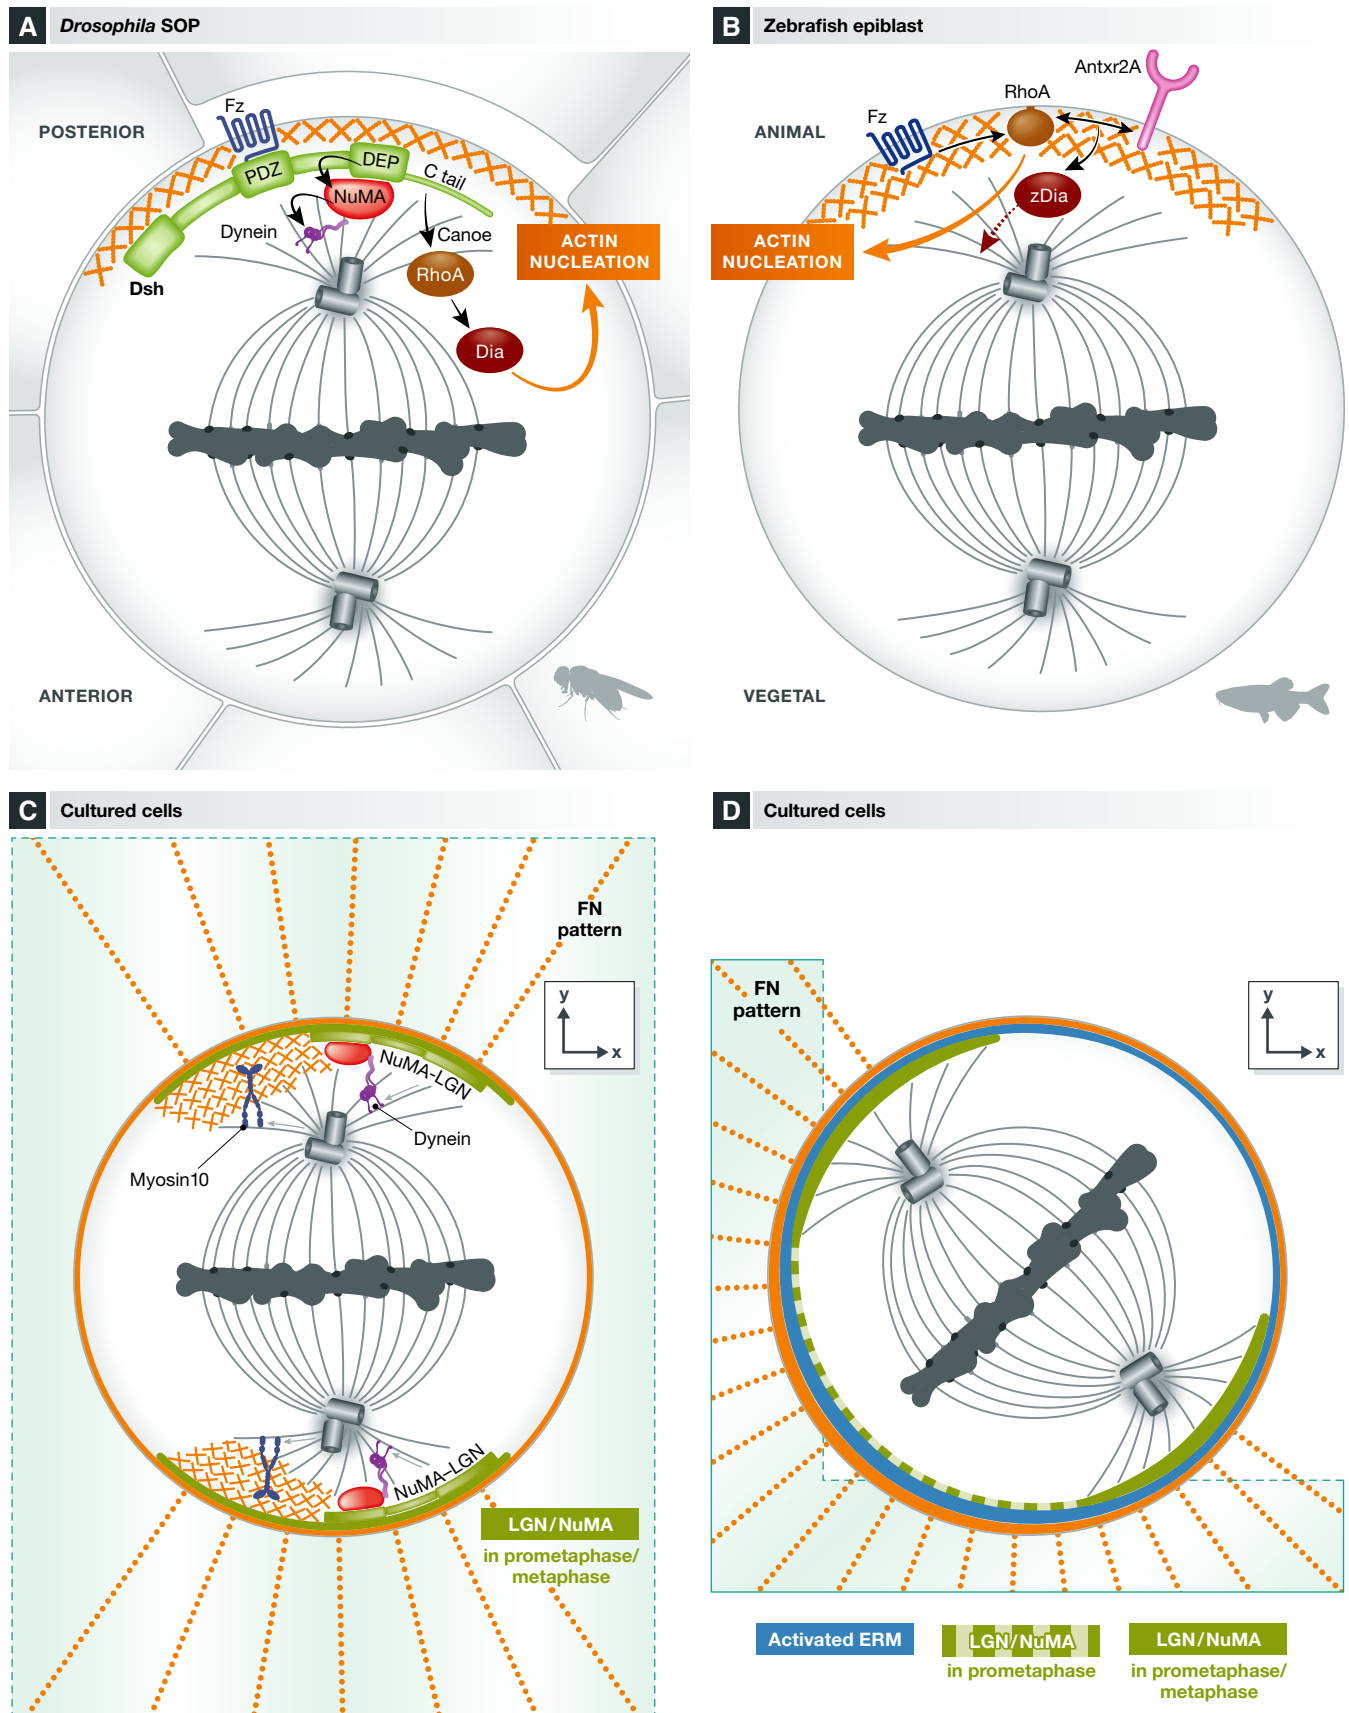 A
Drosophila SOP
POSTERIOR
Fz
PDZ
DEP
C tail
NuMA
Dynein
Canoe
RhoA
Dsh
Dia
ACTIN
NUCLEATION
ANTERIOR
B
Zebrafish epiblast
Antxr2A
RhoA
Fz
ANIMAL
zDia
ACTIN
NUCLEATION
VEGETAL
C
Cultured cells
FN
pattern
y
x
NuMA-LGN
Dynein
Myosin10
NuMA–LGN
LGN/NuMA
in prometaphase/
metaphase
D
Cultured cells
FN
pattern
y
x
Activated ERM
LGN/NuMA
in prometaphase
LGN/NuMA
in prometaphase/
metaphase